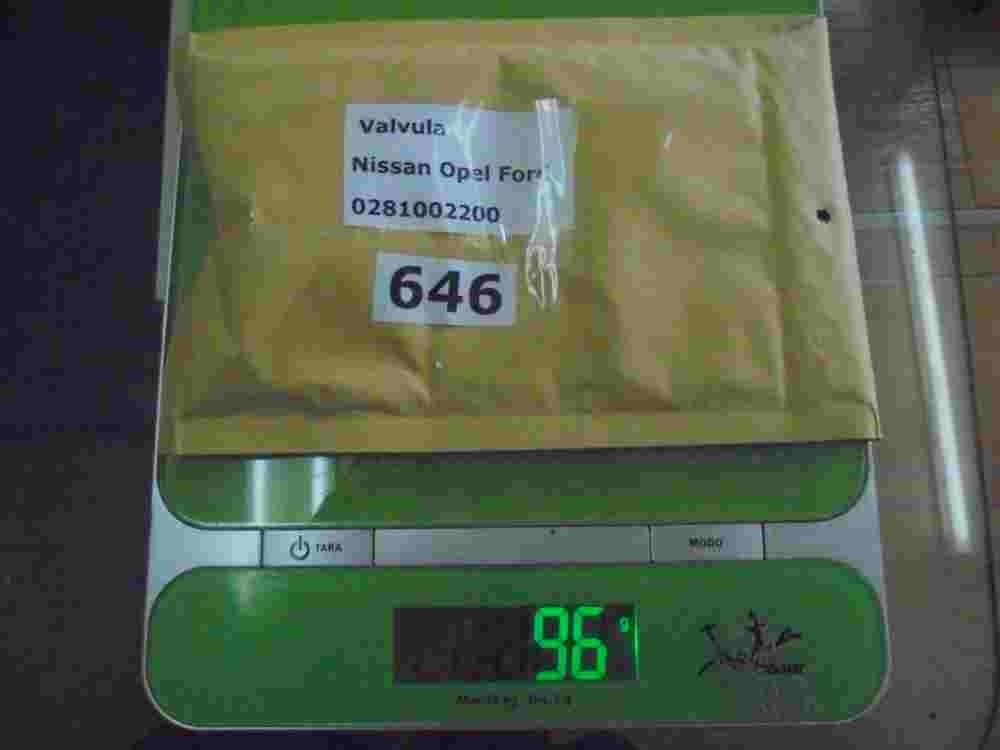 Valvula
Nissan Opel Ford
0281002200
646
TARA
MODO
96 g